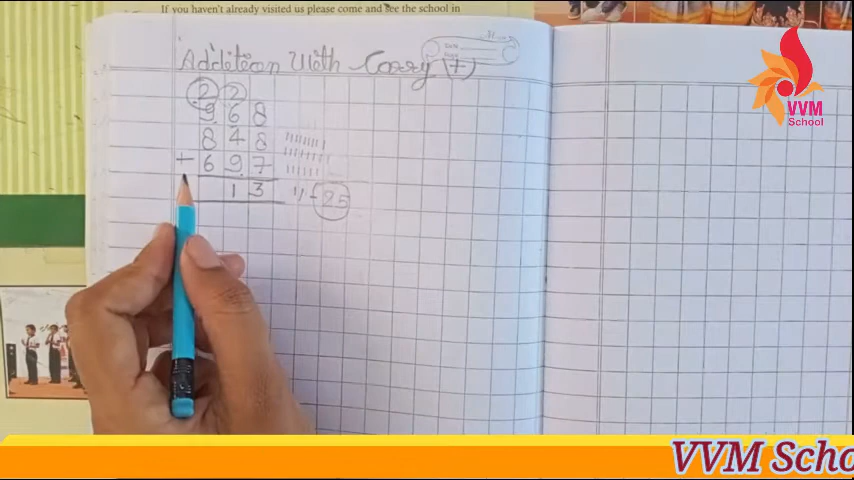 If you haven't already visited us please come and see the school in
Addition With Carry (+)
2 2
9 6 8
8 4 8
+ 6 9 7
1 3
25
VVM
School
VVM Scho